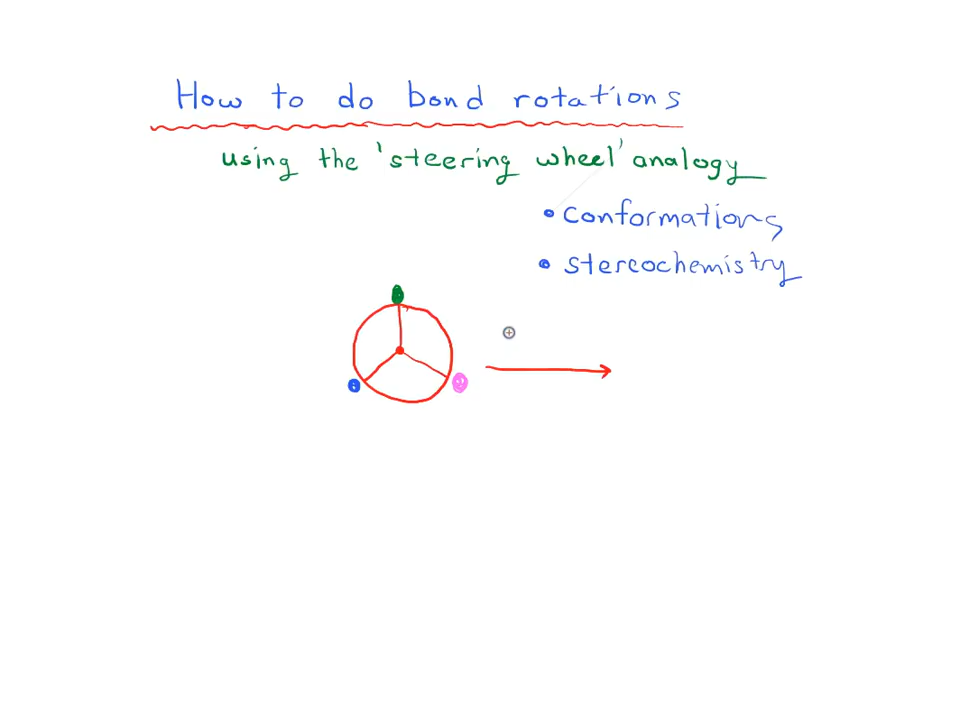 How to do bond rotations
using the 'steering wheel' analogy
• conformations
• stereochemistry